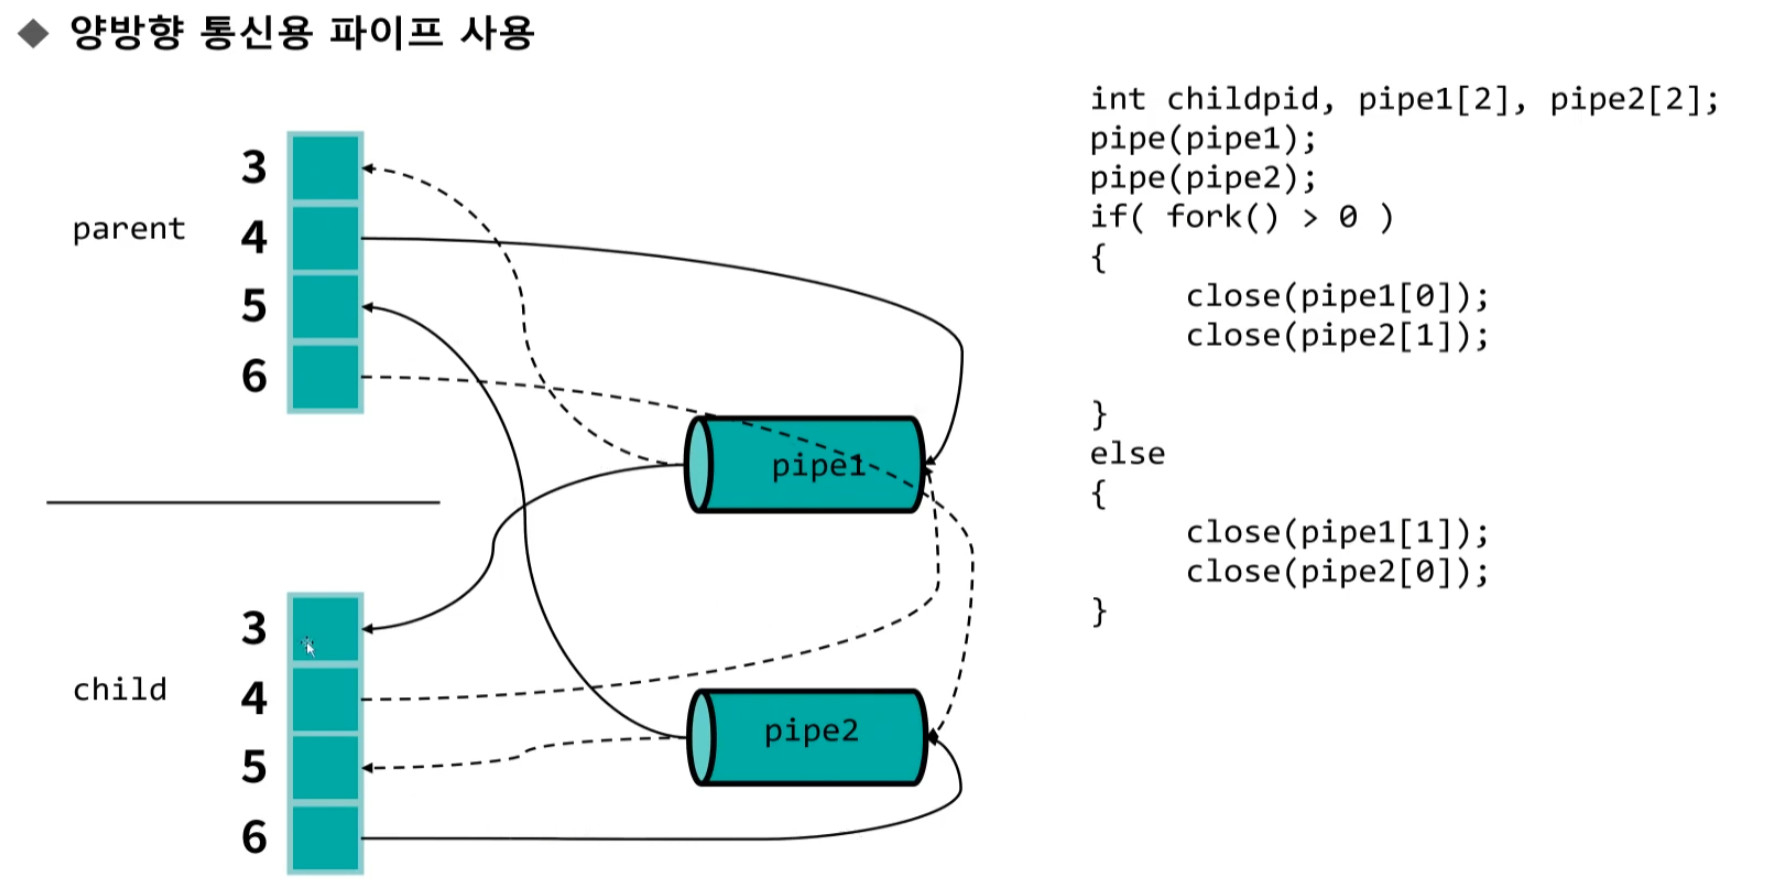 양방향 통신용 파이프 사용
3
parent 4
5
6
pipe1
3
child 4
5
pipe2
6
int childpid, pipe1[2], pipe2[2];
pipe(pipe1);
pipe(pipe2);
if( fork() > 0 )
{
close(pipe1[0]);
close(pipe2[1]);
}
else
{
close(pipe1[1]);
close(pipe2[0]);
}